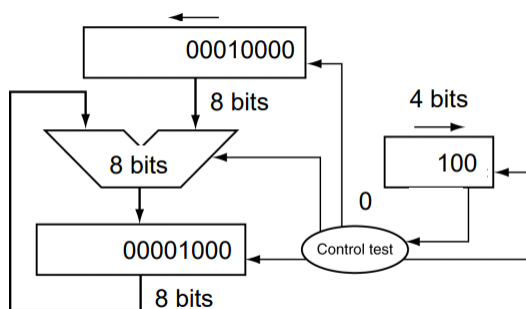 00010000
8 bits
4 bits
8 bits
100
0
00001000
Control test
8 bits